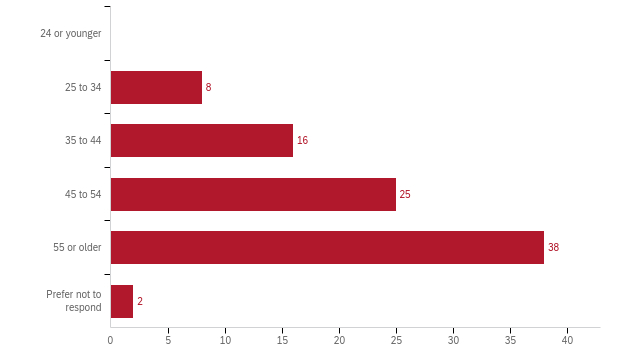 24 or younger
25 to 34
8
35 to 44
16
45 to 54
25
55 or older
38
Prefer not to
respond
2
0 5 10 15 20 25 30 35 40